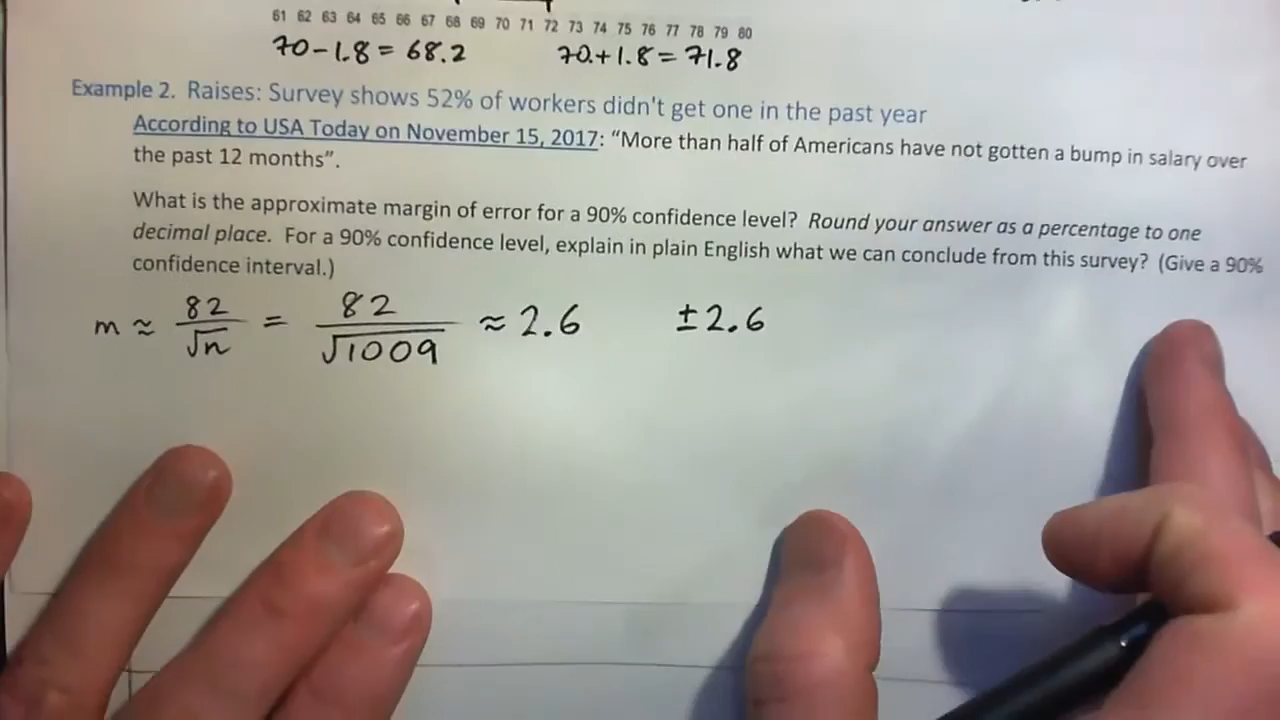 61 62 63 64 65 66 67 68 69 70 71 72 73 74 75 76 77 78 79 80
70-1.8 = 68.2 70+1.8 = 71.8
Example 2. Raises: Survey shows 52% of workers didn't get one in the past year
According to USA Today on November 15, 2017: “More than half of Americans have not gotten a bump in salary over
the past 12 months”.
What is the approximate margin of error for a 90% confidence level? Round your answer as a percentage to one
decimal place. For a 90% confidence level, explain in plain English what we can conclude from this survey? (Give a 90%
confidence interval.)
m ≈ 82/√n = 82/√1009 ≈ 2.6 ±2.6